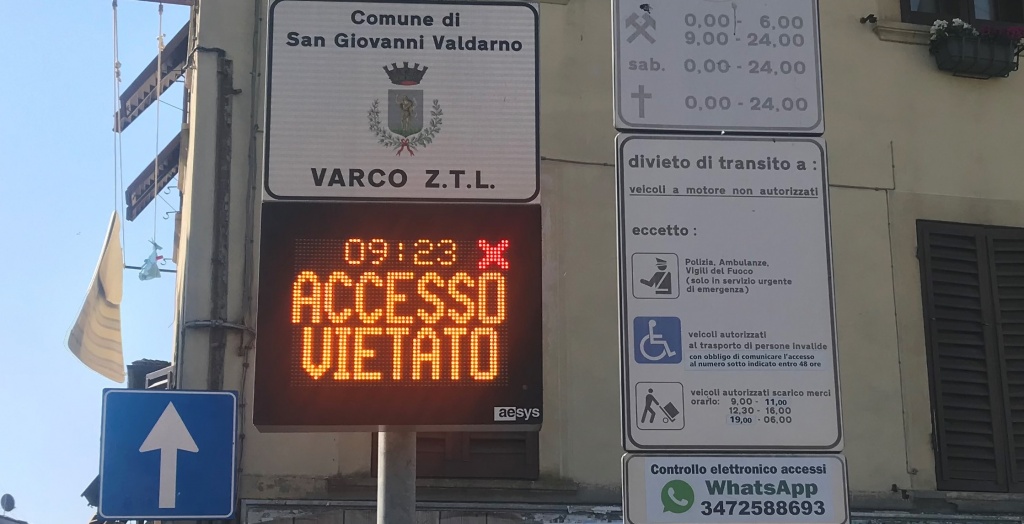 Comune di
San Giovanni Valdarno
VARCO Z.T.L.
09:23
ACCESSO
VIETATO
aesys
0,00 - 6,00
9,00 - 24,00
sab. 0,00 - 24,00
0,00 - 24,00
divieto di transito a :
veicoli a motore non autorizzati
eccetto :
Polizia, Ambulanze,
Vigili del Fuoco
(solo in servizio urgente
di emergenza)
veicoli autorizzati
al trasporto di persone invalide
con obbligo di comunicare l'accesso
al numero sotto indicato entro 48 ore
veicoli autorizzati scarico merci
orario: 9,00 - 11,00
12,30 - 16,00
19,00 - 06,00
Controllo elettronico accessi
WhatsApp
3472588693